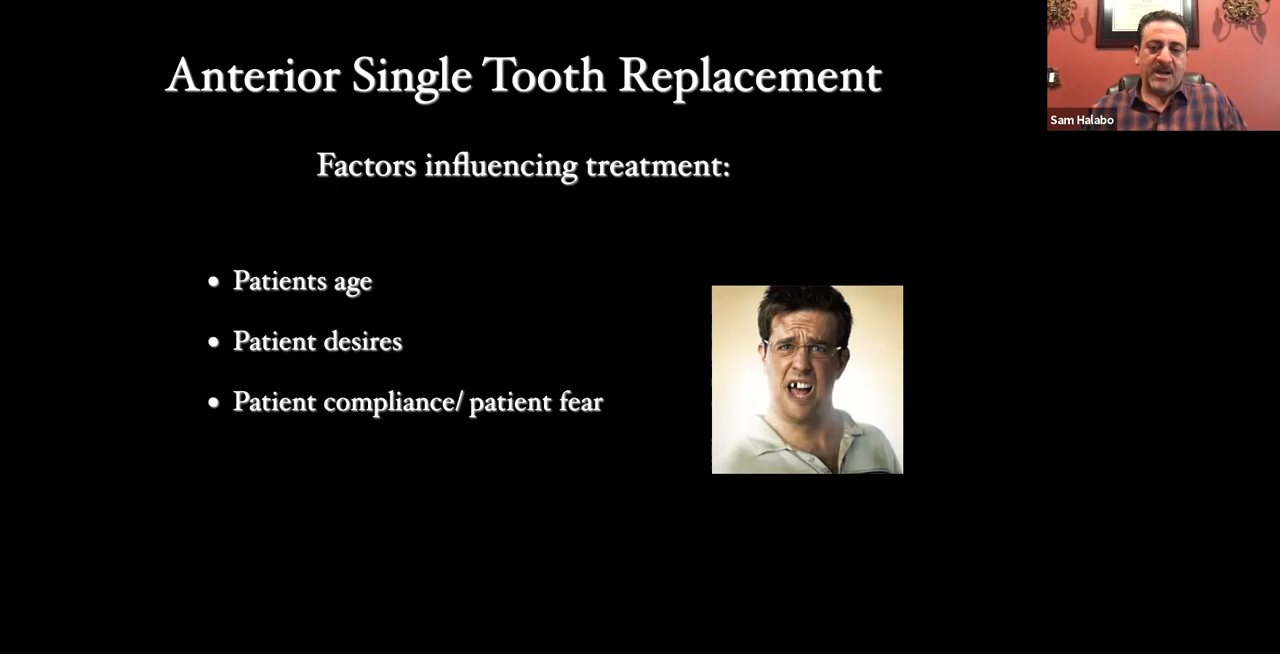 Anterior Single Tooth Replacement
Sam Halabo
Factors influencing treatment:
• Patients age
• Patient desires
• Patient compliance/ patient fear